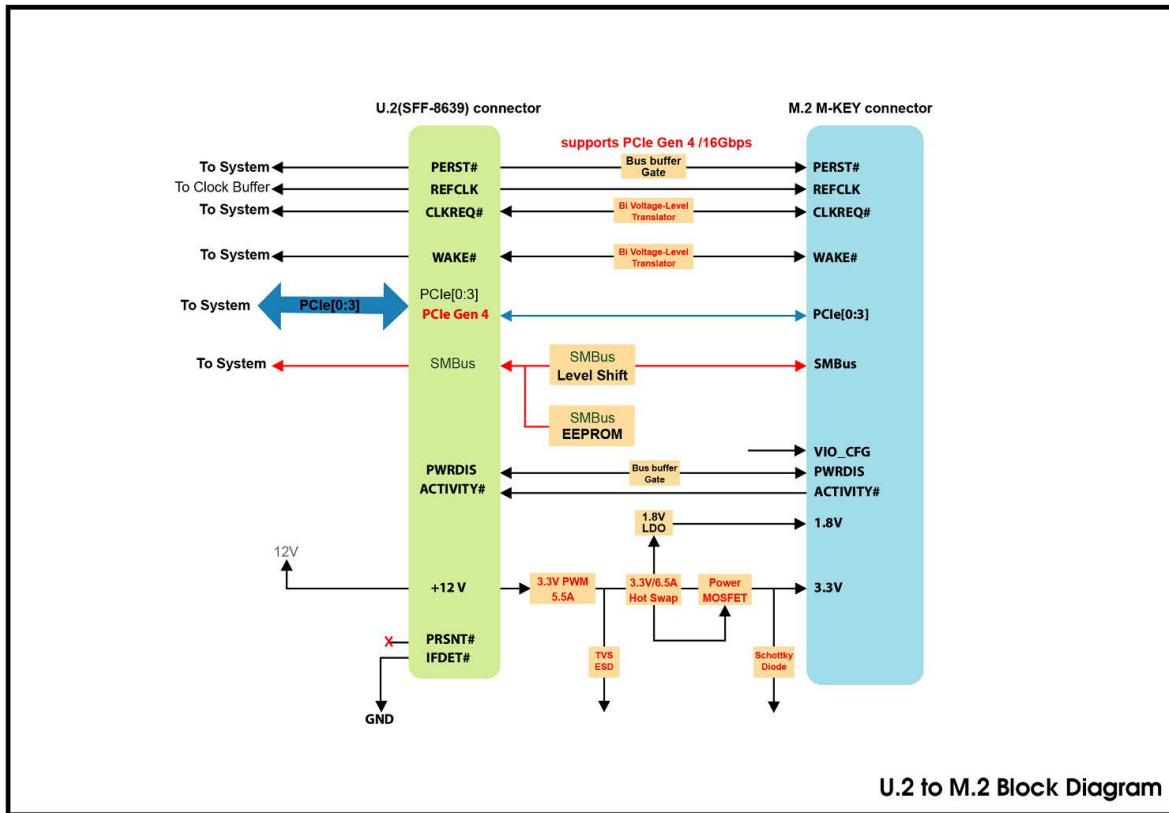 U.2(SFF-8639) connector
M.2 M-KEY connector
supports PCIe Gen 4 /16Gbps
To System
PERST#
Bus buffer
Gate
PERST#
To Clock Buffer
REFCLK
REFCLK
To System
CLKREQ#
Bi Voltage-Level
Translator
CLKREQ#
To System
WAKE#
Bi Voltage-Level
Translator
WAKE#
To System
PCIe[0:3]
PCIe[0:3]
PCIe Gen 4
PCIe[0:3]
To System
SMBus
SMBus
Level Shift
SMBus
SMBus
EEPROM
VIO_CFG
PWRDIS
Bus buffer
Gate
PWRDIS
ACTIVITY#
ACTIVITY#
1.8V
LDO
1.8V
12V
+12 V
3.3V PWM
5.5A
3.3V/6.5A
Hot Swap
Power
MOSFET
3.3V
X
PRSNT#
IFDET#
TVS
ESD
Schottky
Diode
GND
U.2 to M.2 Block Diagram